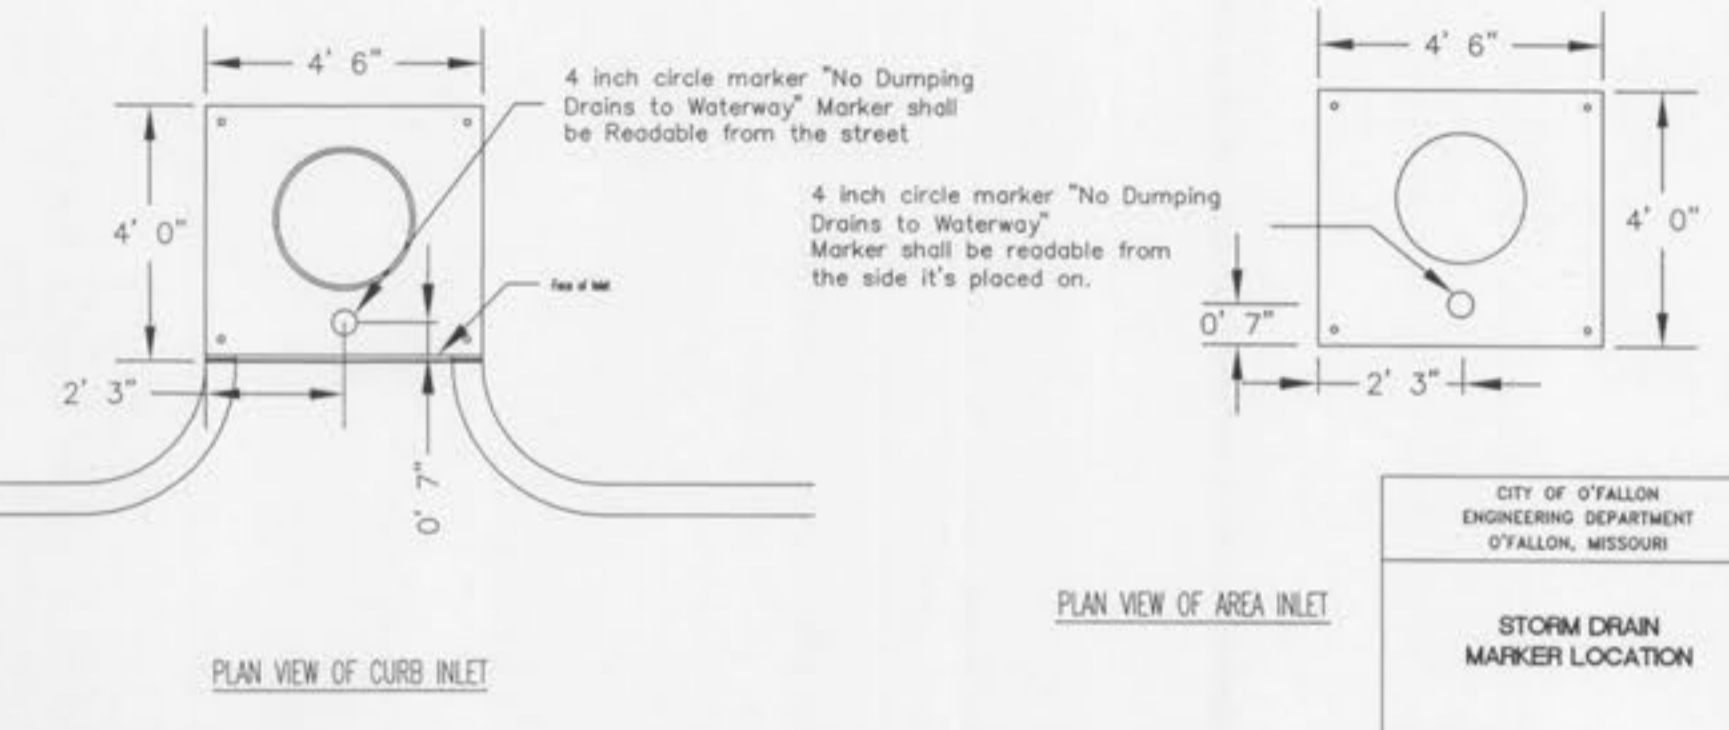 4' 6"
4 inch circle marker "No Dumping
Drains to Waterway" Marker shall
be Readable from the street
4' 0"
Face of Inlet
2' 3"
0' 7"
PLAN VIEW OF CURB INLET
4' 6"
4 inch circle marker "No Dumping
Drains to Waterway"
Marker shall be readable from
the side it's placed on.
4' 0"
0' 7"
2' 3"
PLAN VIEW OF AREA INLET
CITY OF O'FALLON
ENGINEERING DEPARTMENT
O'FALLON, MISSOURI
STORM DRAIN
MARKER LOCATION